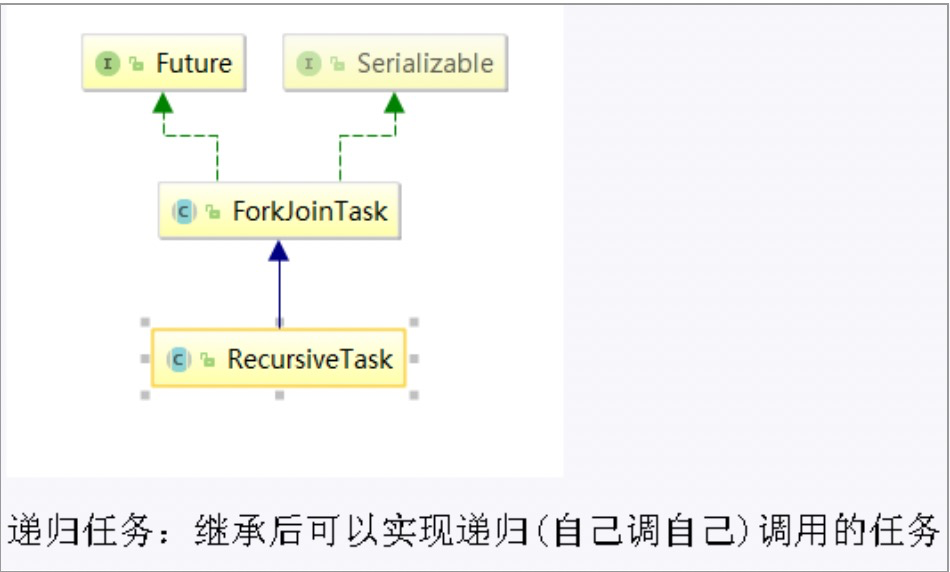 Future
Serializable
ForkJoinTask
RecursiveTask
递归任务：继承后可以实现递归(自己调自己)调用的任务